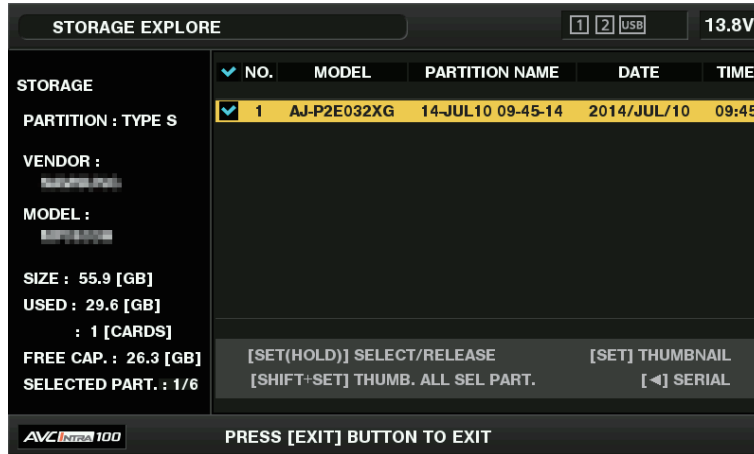 STORAGE EXPLORE
1 2 USB
13.8V
STORAGE
PARTITION : TYPE S
VENDOR :
MODEL :
SIZE : 55.9 [GB]
USED : 29.6 [GB]
: 1 [CARDS]
FREE CAP. : 26.3 [GB]
SELECTED PART. : 1/6
NO. MODEL PARTITION NAME DATE TIME
1 AJ-P2E032XG 14-JUL10 09-45-14 2014/JUL/10 09:45
[SET(HOLD)] SELECT/RELEASE [SET] THUMBNAIL
[SHIFT+SET] THUMB. ALL SEL PART. [◀] SERIAL
AVC INTRA 100
PRESS [EXIT] BUTTON TO EXIT